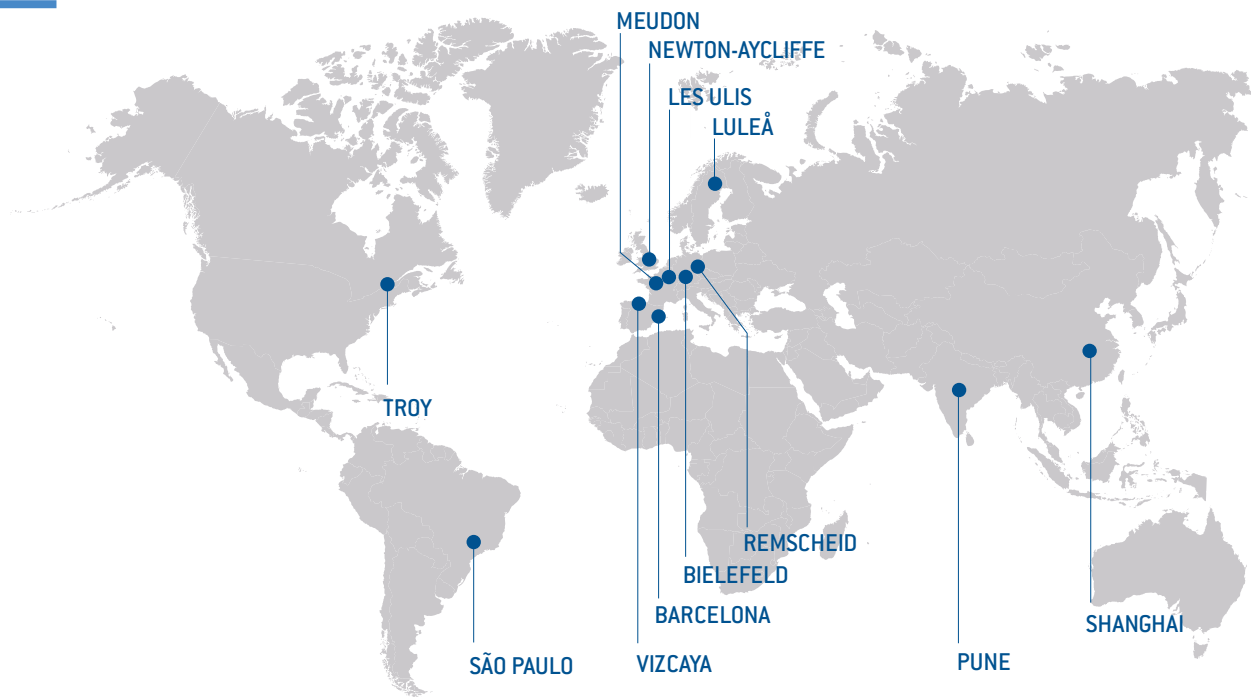 MEUDON
NEWTON-AYCLIFFE
LES ULIS
LULEÅ
TROY
REMSCHEID
BIELEFELD
BARCELONA
SHANGHAI
SÃO PAULO
VIZCAYA
PUNE